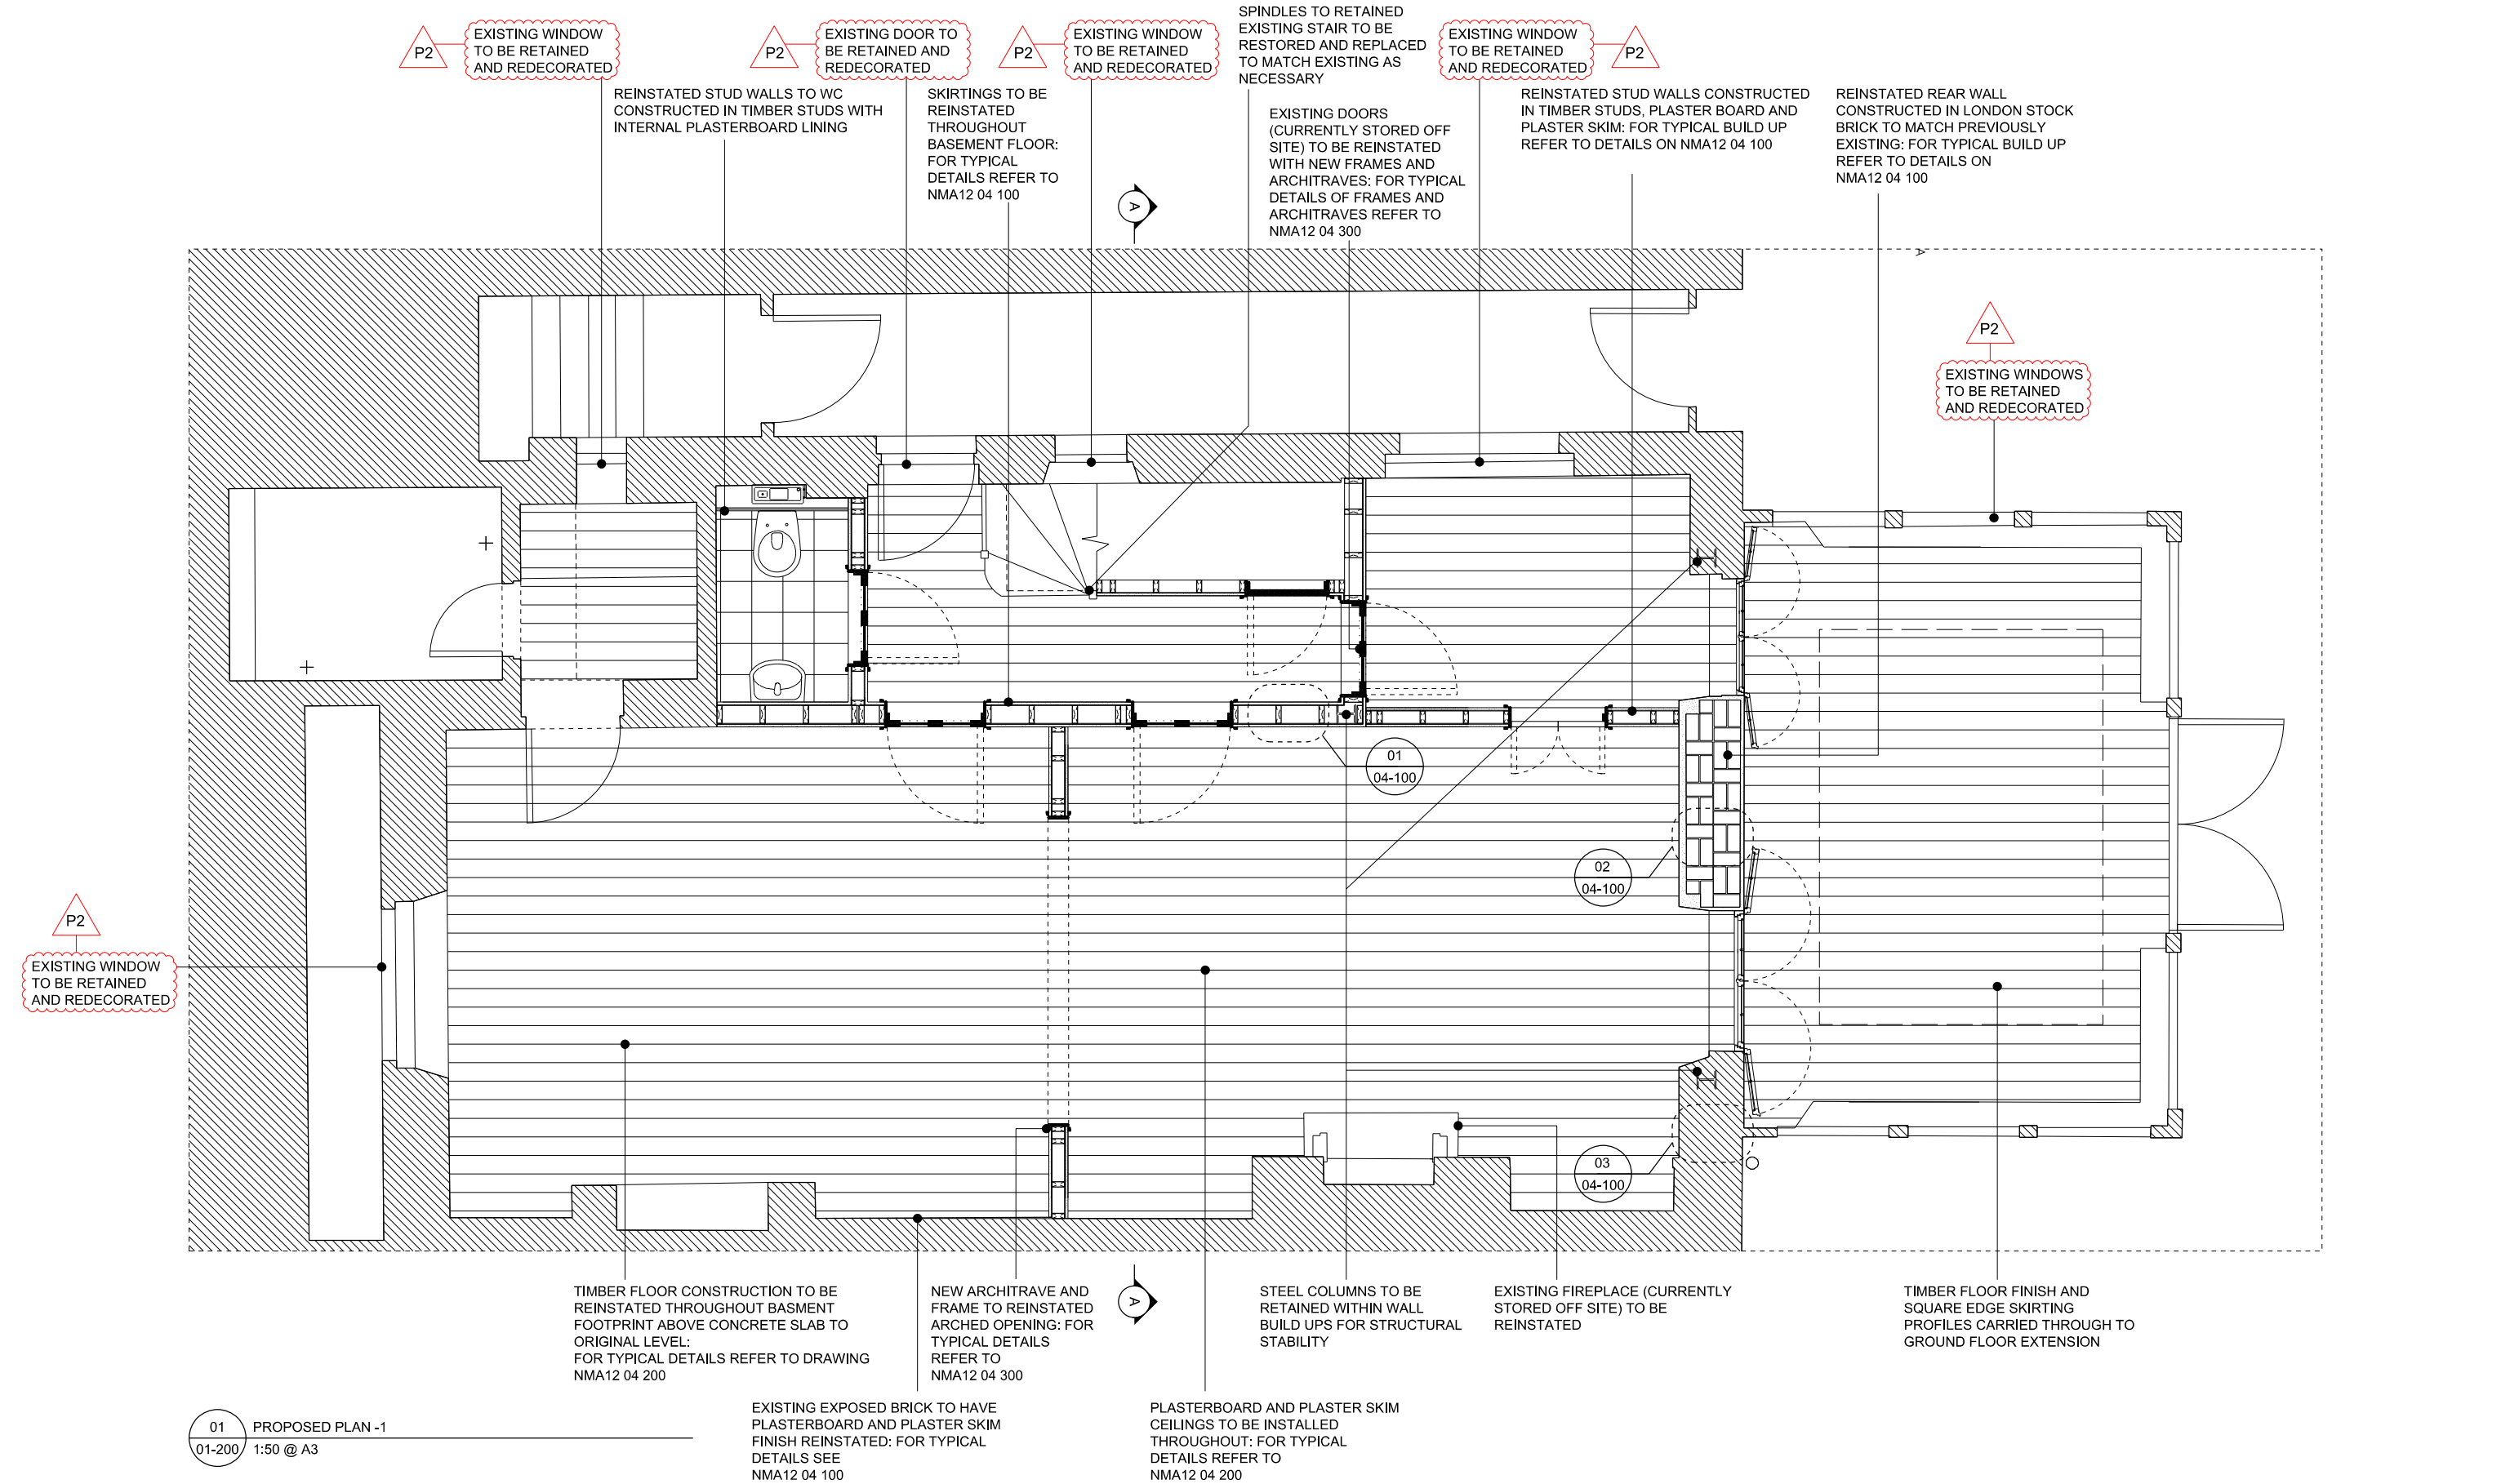 P2
EXISTING WINDOW
TO BE RETAINED
AND REDECORATED
P2
EXISTING DOOR TO
BE RETAINED AND
REDECORATED
P2
EXISTING WINDOW
TO BE RETAINED
AND REDECORATED
SPINDLES TO RETAINED
EXISTING STAIR TO BE
RESTORED AND REPLACED
TO MATCH EXISTING AS
NECESSARY
EXISTING WINDOW
TO BE RETAINED
AND REDECORATED
P2
REINSTATED STUD WALLS TO WC
CONSTRUCTED IN TIMBER STUDS WITH
INTERNAL PLASTERBOARD LINING
SKIRTINGS TO BE
REINSTATED
THROUGHOUT
BASEMENT FLOOR:
FOR TYPICAL
DETAILS REFER TO
NMA12 04 100
EXISTING DOORS
(CURRENTLY STORED OFF
SITE) TO BE REINSTATED
WITH NEW FRAMES AND
ARCHITRAVES: FOR TYPICAL
DETAILS OF FRAMES AND
ARCHITRAVES REFER TO
NMA12 04 300
REINSTATED STUD WALLS CONSTRUCTED
IN TIMBER STUDS, PLASTER BOARD AND
PLASTER SKIM: FOR TYPICAL BUILD UP
REFER TO DETAILS ON NMA12 04 100
REINSTATED REAR WALL
CONSTRUCTED IN LONDON STOCK
BRICK TO MATCH PREVIOUSLY
EXISTING: FOR TYPICAL BUILD UP
REFER TO DETAILS ON
NMA12 04 100
A
A
P2
EXISTING WINDOWS
TO BE RETAINED
AND REDECORATED
01
04-100
02
04-100
03
04-100
P2
EXISTING WINDOW
TO BE RETAINED
AND REDECORATED
A
TIMBER FLOOR CONSTRUCTION TO BE
REINSTATED THROUGHOUT BASMENT
FOOTPRINT ABOVE CONCRETE SLAB TO
ORIGINAL LEVEL:
FOR TYPICAL DETAILS REFER TO DRAWING
NMA12 04 200
NEW ARCHITRAVE AND
FRAME TO REINSTATED
ARCHED OPENING: FOR
TYPICAL DETAILS
REFER TO
NMA12 04 300
STEEL COLUMNS TO BE
RETAINED WITHIN WALL
BUILD UPS FOR STRUCTURAL
STABILITY
EXISTING FIREPLACE (CURRENTLY
STORED OFF SITE) TO BE
REINSTATED
TIMBER FLOOR FINISH AND
SQUARE EDGE SKIRTING
PROFILES CARRIED THROUGH TO
GROUND FLOOR EXTENSION
EXISTING EXPOSED BRICK TO HAVE
PLASTERBOARD AND PLASTER SKIM
FINISH REINSTATED: FOR TYPICAL
DETAILS SEE
NMA12 04 100
PLASTERBOARD AND PLASTER SKIM
CEILINGS TO BE INSTALLED
THROUGHOUT: FOR TYPICAL
DETAILS REFER TO
NMA12 04 200
01
01-200
PROPOSED PLAN -1
1:50 @ A3